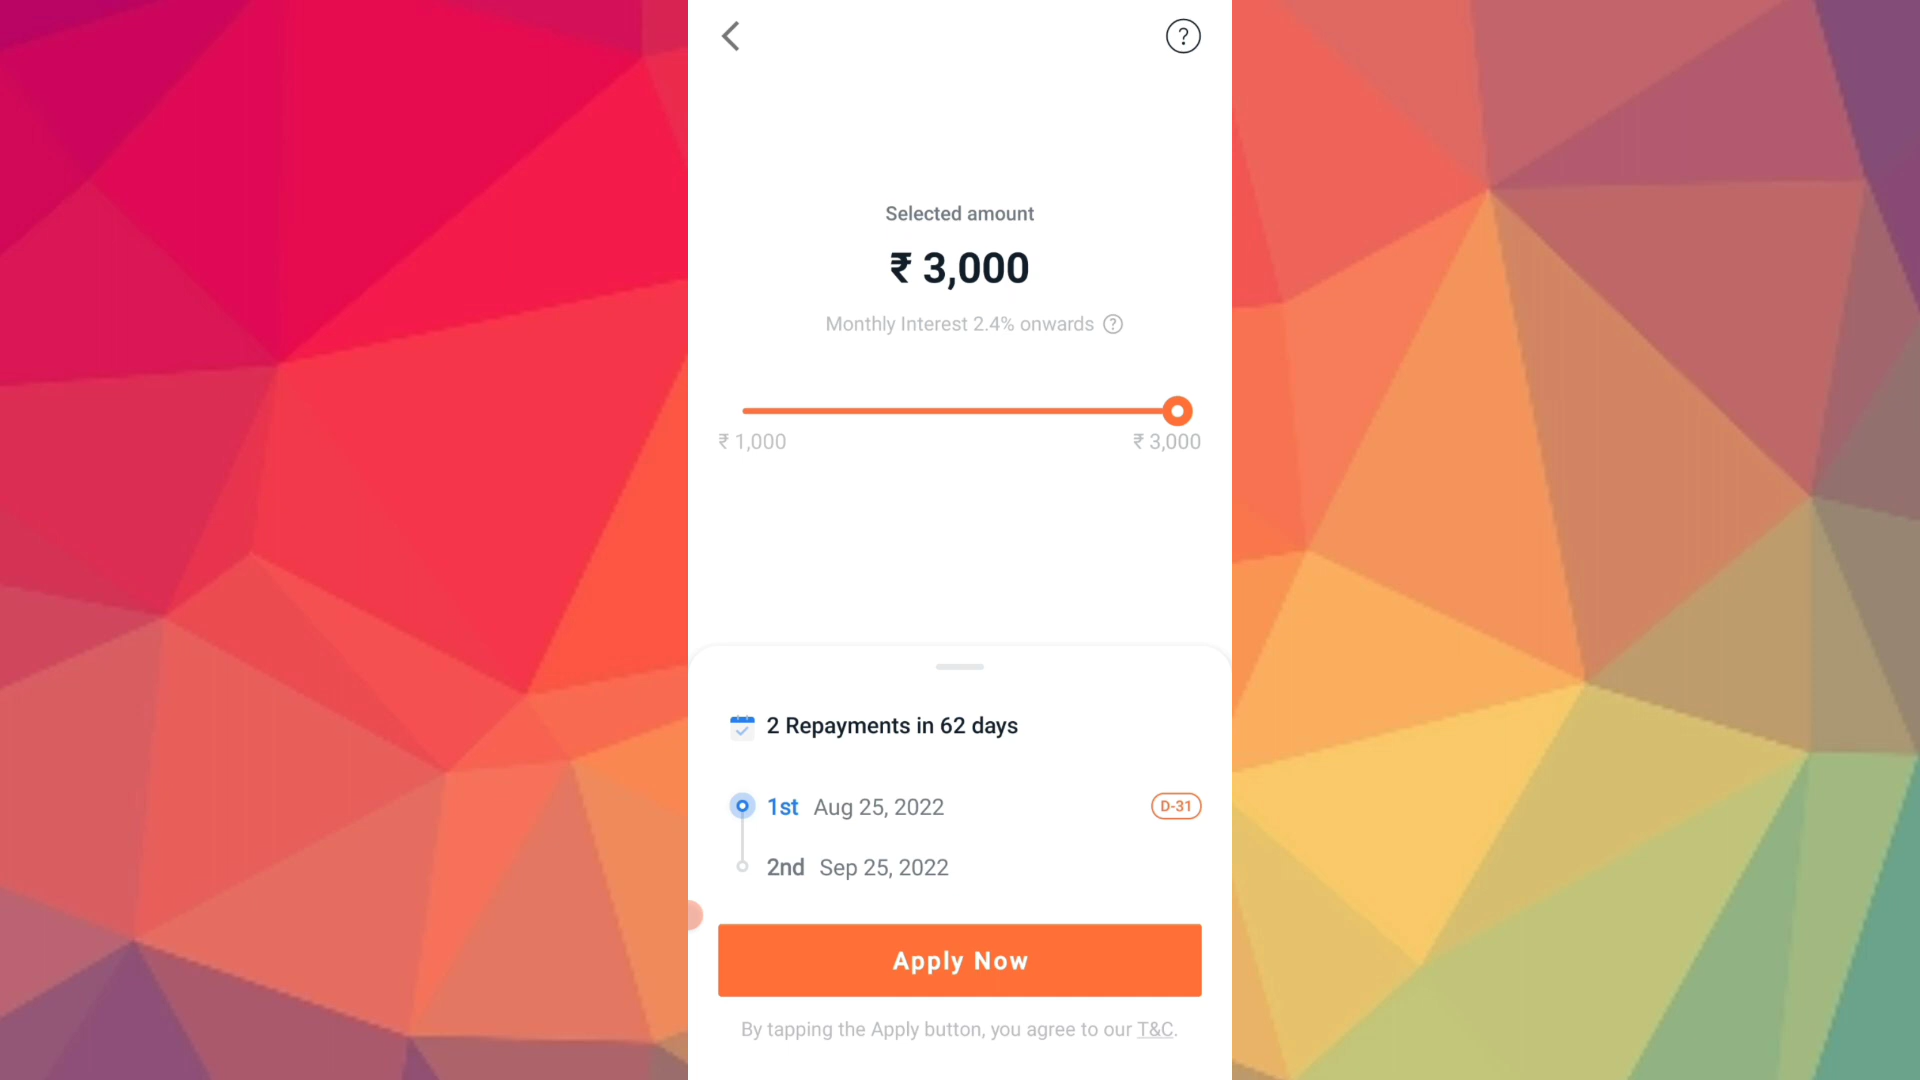 ?
Selected amount
₹ 3,000
Monthly Interest 2.4% onwards ?
₹ 1,000 ₹ 3,000
2 Repayments in 62 days
1st Aug 25, 2022 D-31
2nd Sep 25, 2022
Apply Now
By tapping the Apply button, you agree to our T&C.